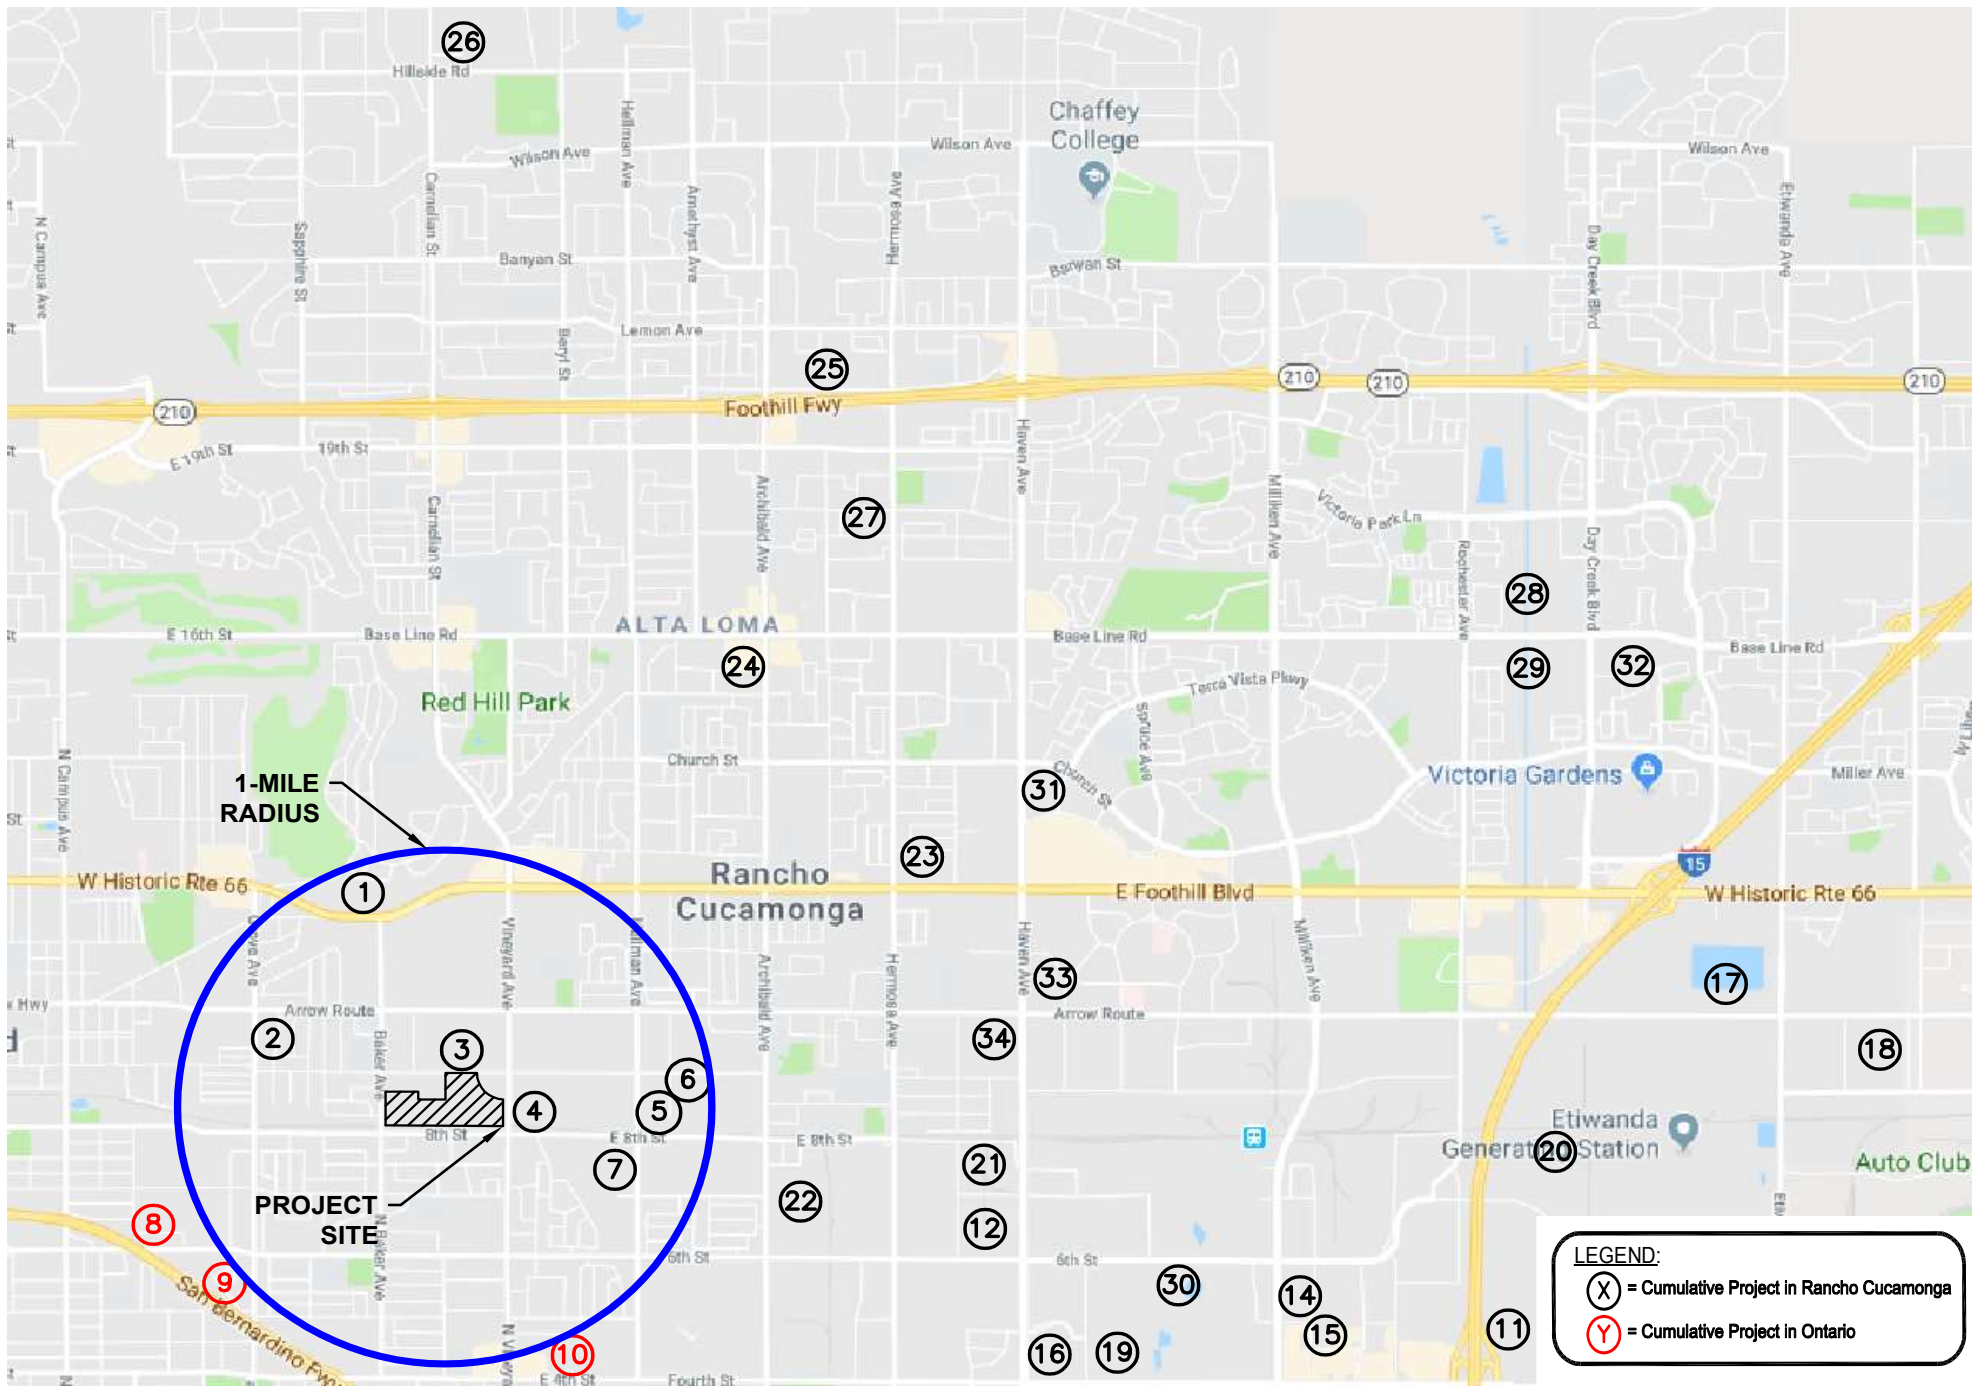 26
Hillside Rd
Hellman Ave
Chaffey
College
Wilson Ave
Wilson Ave
Wilson Ave
N Campus Ave
Sapphire St
Carnelian St
Amethyst Ave
Hermosa Ave
Day Creek Blvd
Etiwanda Ave
Banyan St
Banyan St
Lemon Ave
Beryl St
25
210
210
210
210
Foothill Fwy
E 19th St
19th St
Carnelian St
Archibald Ave
27
Haven Ave
Milliken Ave
Victoria Park Ln
Rochester Ave
Day Creek Blvd
28
E 16th St
Base Line Rd
ALTA LOMA
Base Line Rd
Base Line Rd
24
29
32
Red Hill Park
Terra Vista Pkwy
Spruce Ave
N Campus Ave
Church St
Church St
31
Victoria Gardens
Miller Ave
1-MILE
RADIUS
St
23
15
W Historic Rte 66
1
Rancho
Cucamonga
E Foothill Blvd
W Historic Rte 66
Grove Ave
Vineyard Ave
Hellman Ave
Archibald Ave
Hermosa Ave
Haven Ave
Milliken Ave
33
17
Hwy
Arrow Route
Arrow Route
2
Baker Ave
3
34
18
6
5
4
8th St
E 8th St
E 8th St
7
21
Etiwanda
Generating Station
20
Auto Club
22
PROJECT
SITE
8
12
N Baker Ave
6th St
6th St
9
San Bernardino Fwy
30
14
15
11
10
16
19
E 4th St
Fourth St
LEGEND:
X = Cumulative Project in Rancho Cucamonga
Y = Cumulative Project in Ontario